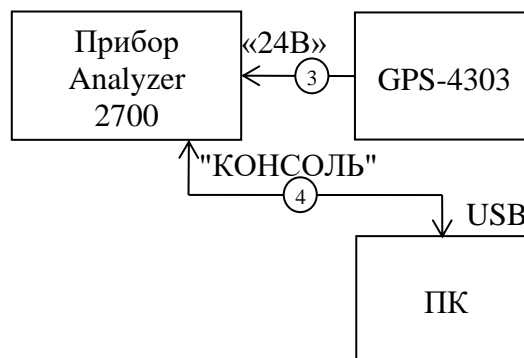 Прибор
Analyzer
2700
«24В»
3
GPS-4303
"КОНСОЛЬ"
4
USB
ПК